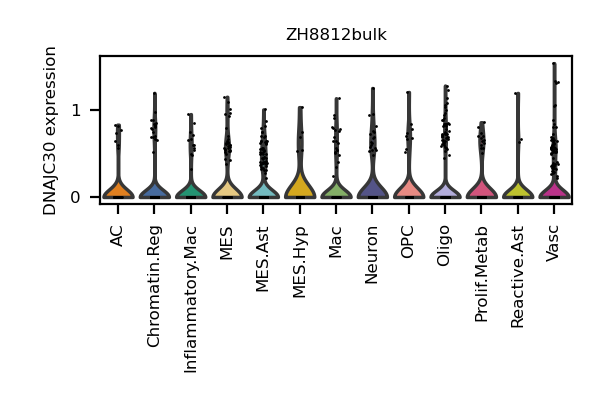 ZH8812bulk
DNAJC30 expression
1
0
AC
Chromatin.Reg
Inflammatory.Mac
MES
MES.Ast
MES.Hyp
Mac
Neuron
OPC
Oligo
Prolif.Metab
Reactive.Ast
Vasc